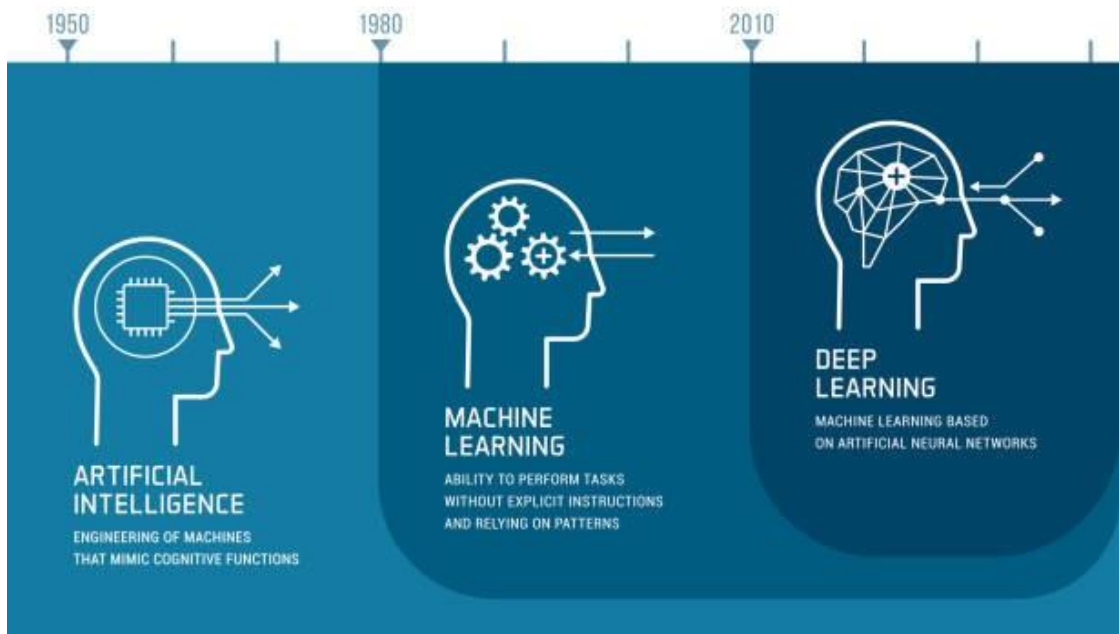 1950
1980
2010
ARTIFICIAL
INTELLIGENCE
ENGINEERING OF MACHINES
THAT MIMIC COGNITIVE FUNCTIONS
MACHINE
LEARNING
ABILITY TO PERFORM TASKS
WITHOUT EXPLICIT INSTRUCTIONS
AND RELYING ON PATTERNS
DEEP
LEARNING
MACHINE LEARNING BASED
ON ARTIFICIAL NEURAL NETWORKS